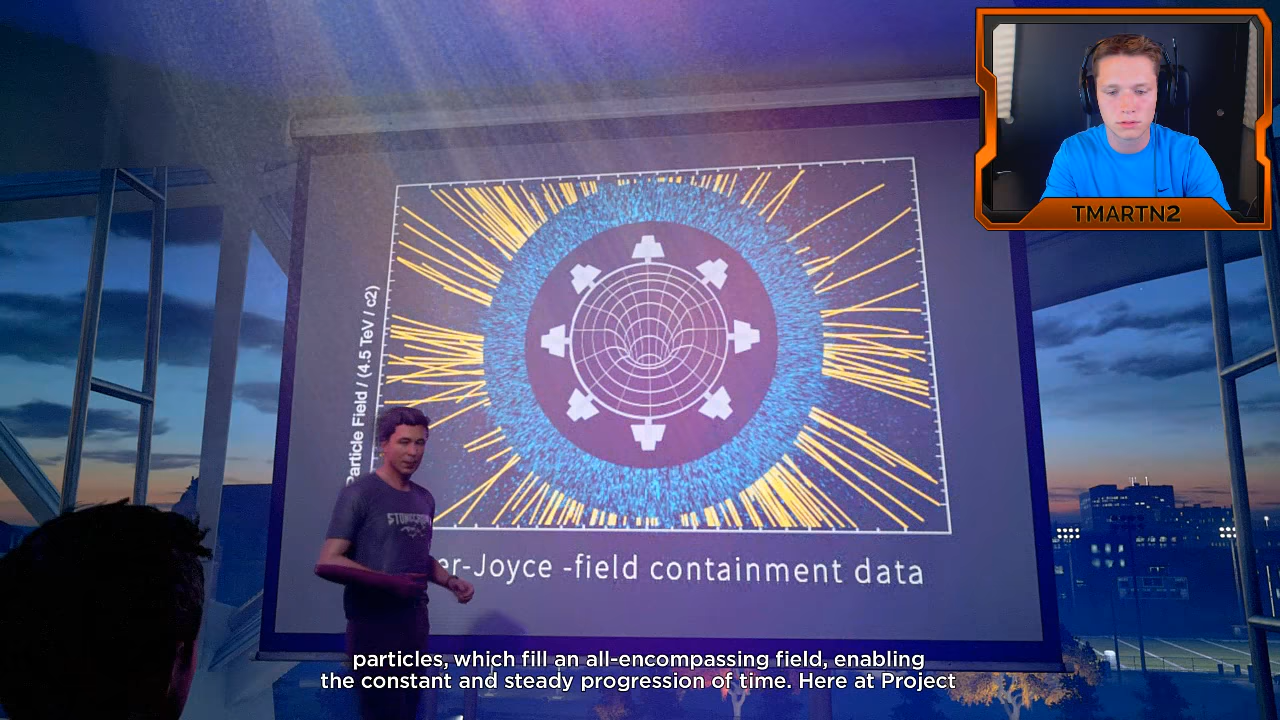 TMARTN2
Particle Field / (4.5 TeV / c2)
er-Joyce -field containment data
particles, which fill an all-encompassing field, enabling
the constant and steady progression of time. Here at Project